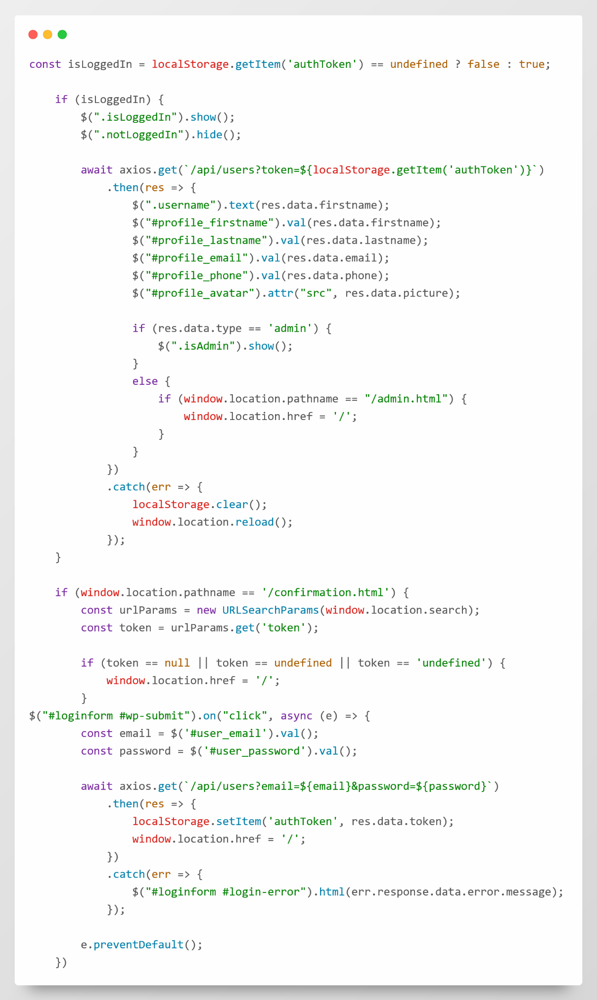 const isLoggedIn = localStorage.getItem('authToken') == undefined ? false : true;

    if (isLoggedIn) {
        $(".isLoggedIn").show();
        $(".notLoggedIn").hide();

        await axios.get(`/api/users?token=${localStorage.getItem('authToken')}`)
            .then(res => {
                $(".username").text(res.data.firstname);
                $("#profile_firstname").val(res.data.firstname);
                $("#profile_lastname").val(res.data.lastname);
                $("#profile_email").val(res.data.email);
                $("#profile_phone").val(res.data.phone);
                $("#profile_avatar").attr("src", res.data.picture);

                if (res.data.type == 'admin') {
                    $(".isAdmin").show();
                }
                else {
                    if (window.location.pathname == "/admin.html") {
                        window.location.href = '/';
                    }
                }
            })
            .catch(err => {
                localStorage.clear();
                window.location.reload();
            });
    }

    if (window.location.pathname == '/confirmation.html') {
        const urlParams = new URLSearchParams(window.location.search);
        const token = urlParams.get('token');

        if (token == null || token == undefined || token == 'undefined') {
            window.location.href = '/';
        }
$("#loginform #wp-submit").on("click", async (e) => {
        const email = $('#user_email').val();
        const password = $('#user_password').val();

        await axios.get(`/api/users?email=${email}&password=${password}`)
            .then(res => {
                localStorage.setItem('authToken', res.data.token);
                window.location.href = '/';
            })
            .catch(err => {
                $("#loginform #login-error").html(err.response.data.error.message);
            });

        e.preventDefault();
    })